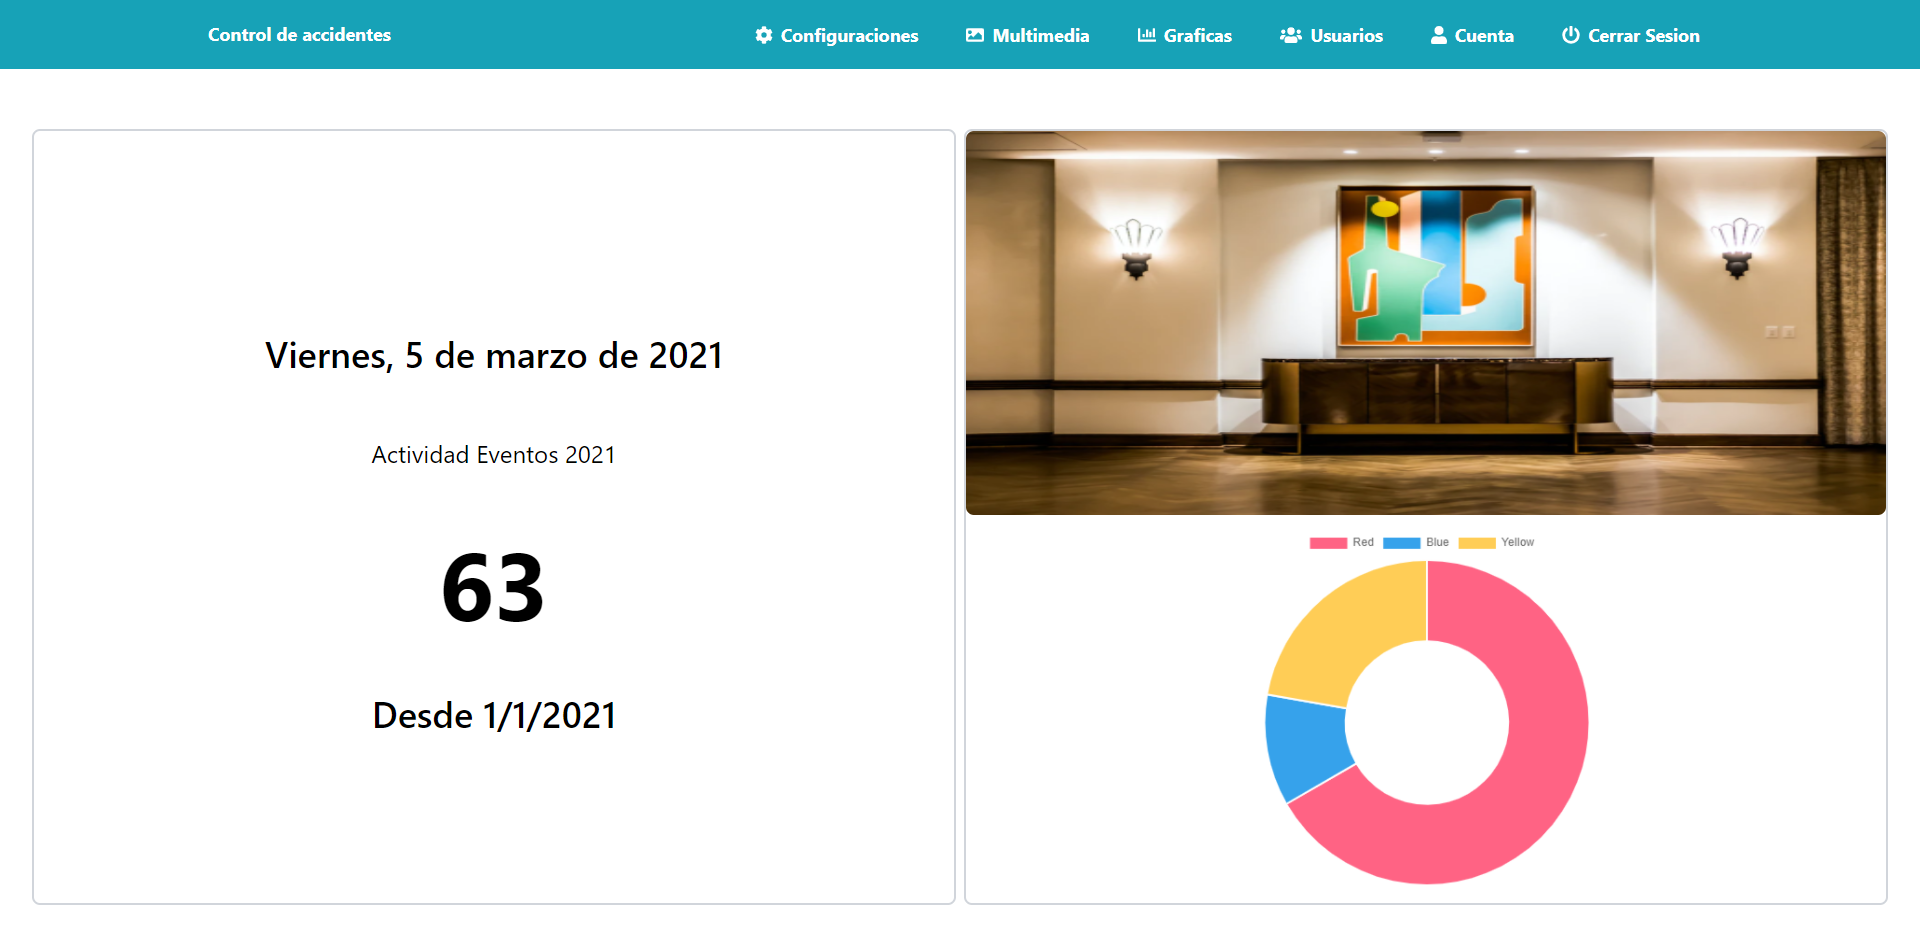 Control de accidentes
Configuraciones
Multimedia
Graficas
Usuarios
Cuenta
Cerrar Sesion
Viernes, 5 de marzo de 2021
Actividad Eventos 2021
63
Desde 1/1/2021
Red
Blue
Yellow